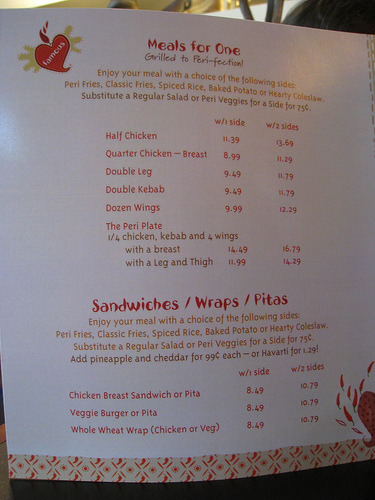 famous
Meals for One
Grilled to Peri-fection!
Enjoy your meal with a choice of the following sides:
Peri Fries, Classic Fries, Spiced Rice, Baked Potato or Hearty Coleslaw.
Substitute a Regular Salad or Peri Veggies for a Side for 75¢.
w/1 side w/2 sides
Half Chicken 11.39 13.69
Quarter Chicken — Breast 8.99 11.29
Double Leg 9.49 11.79
Double Kebab 9.49 11.79
Dozen Wings 9.99 12.29
The Peri Plate
1/4 chicken, kebab and 4 wings
with a breast 14.49 16.79
with a Leg and Thigh 11.99 14.29
Sandwiches / Wraps / Pitas
Enjoy your meal with a choice of the following sides:
Peri Fries, Classic Fries, Spiced Rice, Baked Potato or Hearty Coleslaw.
Substitute a Regular Salad or Peri Veggies for a Side for 75¢.
Add pineapple and cheddar for 99¢ each — or Havarti for 1.29!
w/1 side w/2 sides
Chicken Breast Sandwich or Pita 8.49 10.79
Veggie Burger or Pita 8.49 10.79
Whole Wheat Wrap (Chicken or Veg) 8.49 10.79